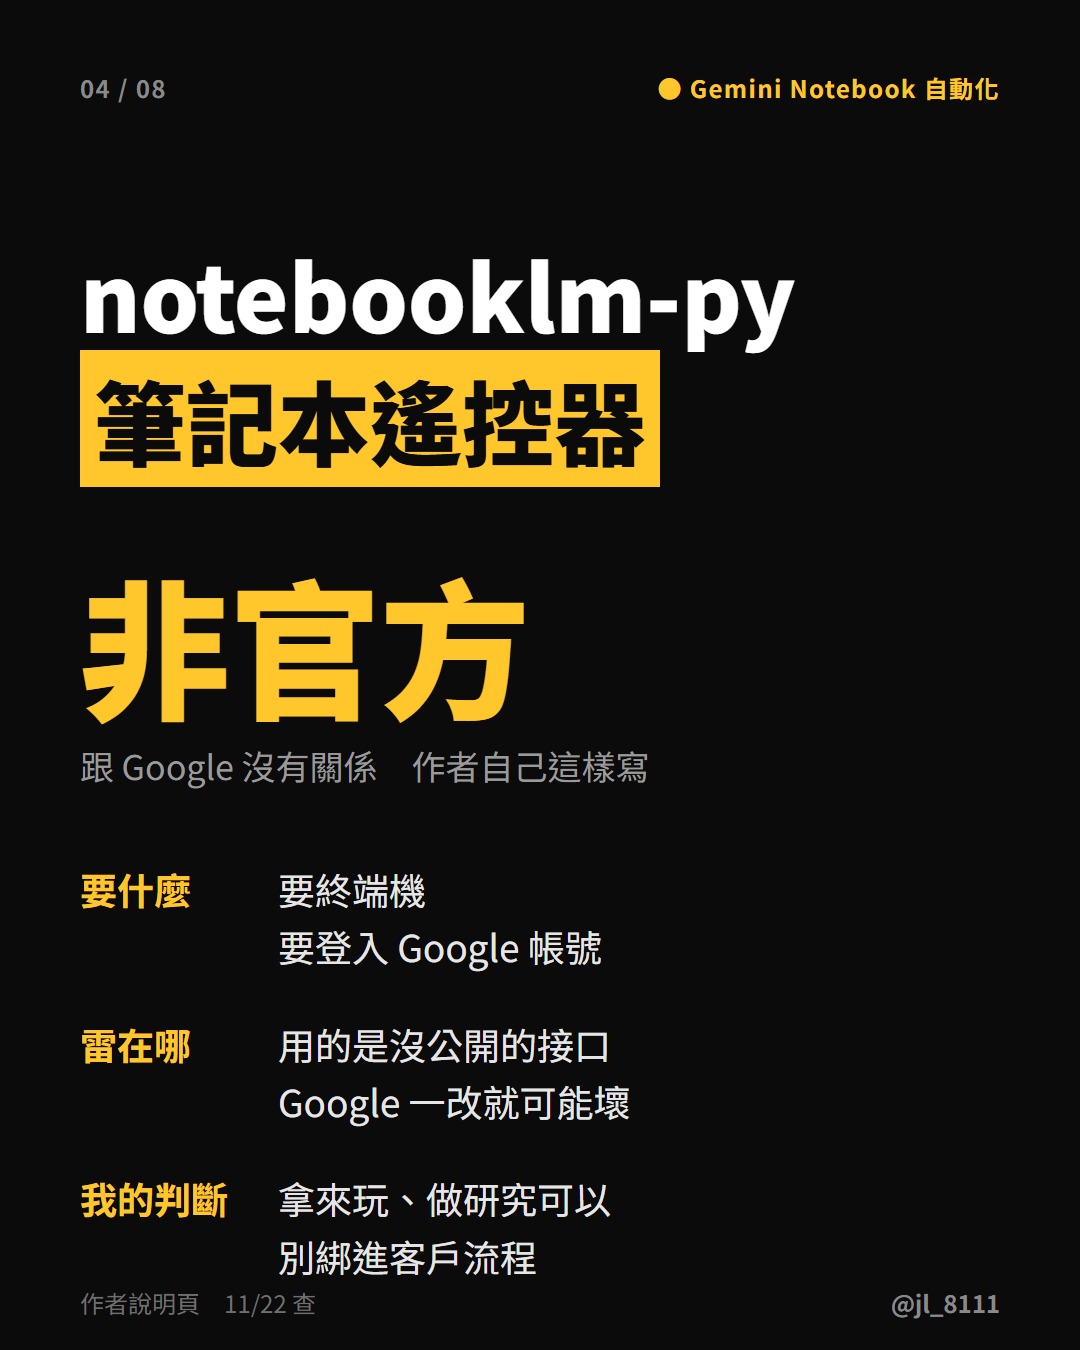 04 / 08
Gemini Notebook 自動化
notebooklm-py
筆記本遙控器
非官方
跟 Google 沒有關係　作者自己這樣寫
要什麼　要終端機
要登入 Google 帳號
雷在哪　用的是沒公開的接口
Google 一改就可能壞
我的判斷　拿來玩、做研究可以
別綁進客戶流程
作者說明頁　11/22 查
@jl_8111